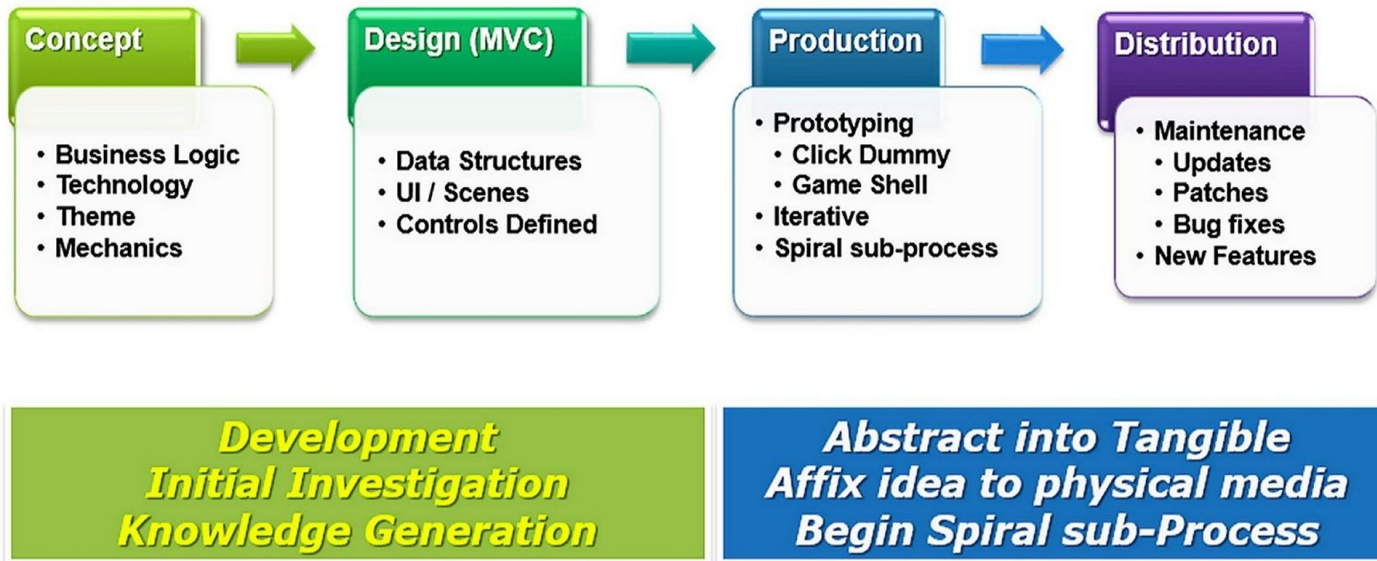 Concept
• Business Logic
• Technology
• Theme
• Mechanics
Design (MVC)
• Data Structures
• UI / Scenes
• Controls Defined
Production
• Prototyping
• Click Dummy
• Game Shell
• Iterative
• Spiral sub-process
Distribution
• Maintenance
• Updates
• Patches
• Bug fixes
• New Features
Development
Initial Investigation
Knowledge Generation
Abstract into Tangible
Affix idea to physical media
Begin Spiral sub-Process